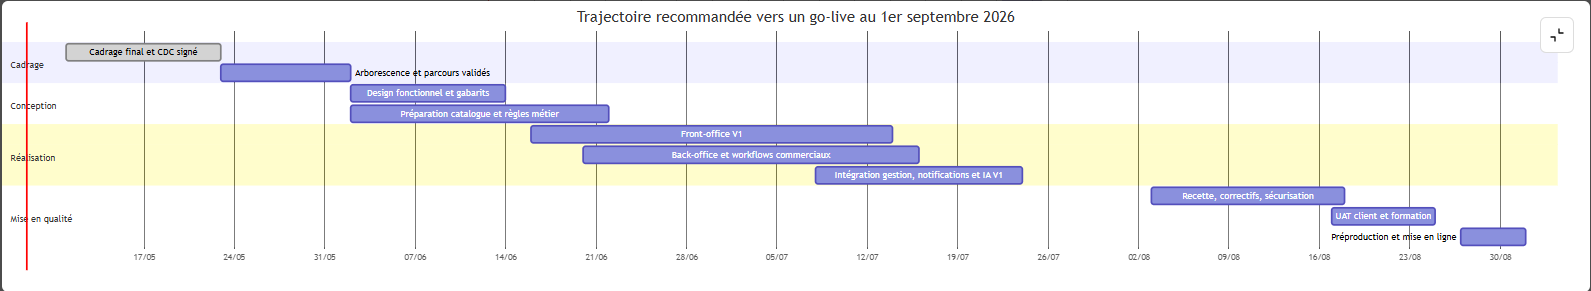 Trajectoire recommandée vers un go-live au 1er septembre 2026
Cadrage
Cadrage final et CDC signé
Arborescence et parcours validés
Conception
Design fonctionnel et gabarits
Préparation catalogue et règles métier
Réalisation
Front-office V1
Back-office et workflows commerciaux
Intégration gestion, notifications et IA V1
Mise en qualité
Recette, correctifs, sécurisation
UAT client et formation
Préproduction et mise en ligne
17/05 24/05 31/05 07/06 14/06 21/06 28/06 05/07 12/07 19/07 26/07 02/08 09/08 16/08 23/08 30/08